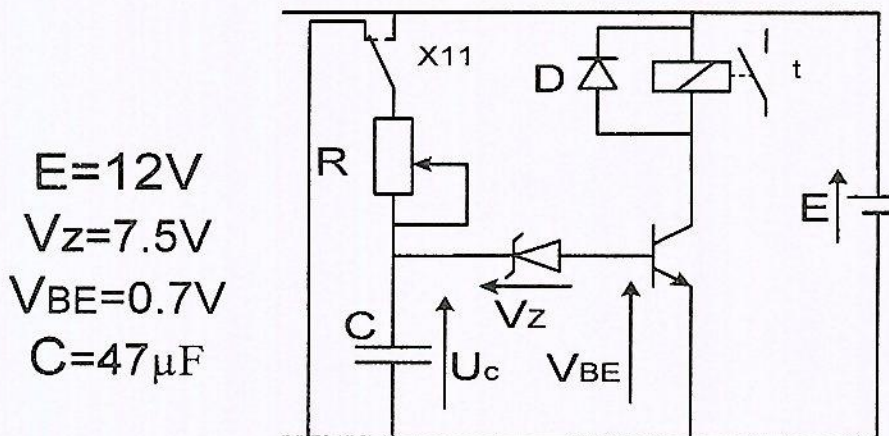 E=12V
Vz=7.5V
VBE=0.7V
C=47µF
X11
D
t
R
E
Vz
C
Uc
VBE